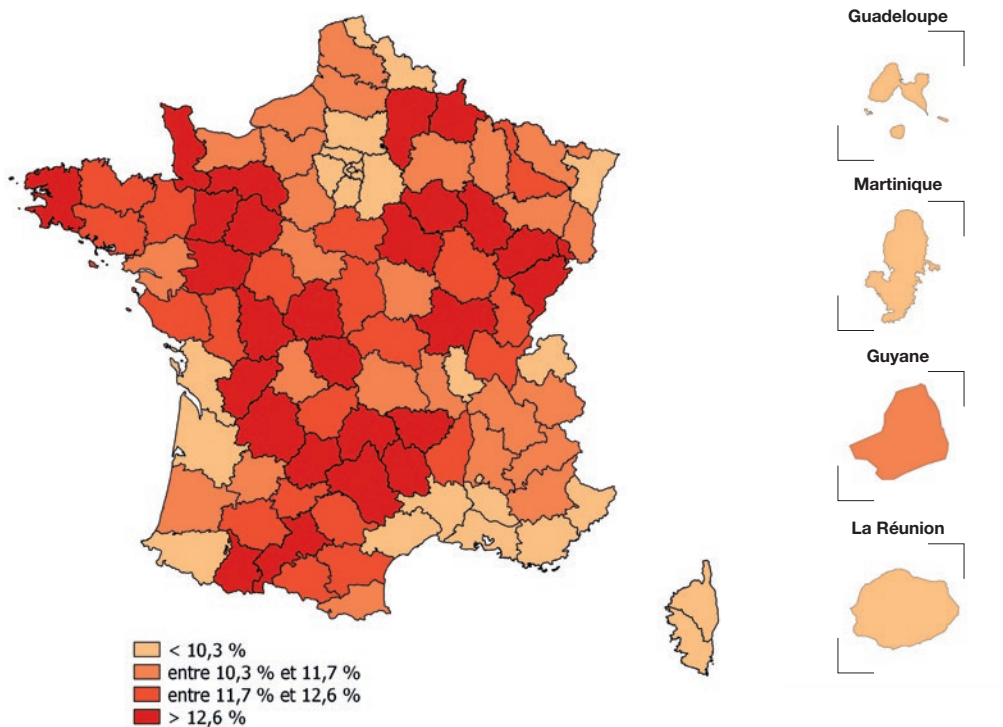 Guadeloupe
Martinique
Guyane
La Réunion
< 10,3 %
entre 10,3 % et 11,7 %
entre 11,7 % et 12,6 %
> 12,6 %